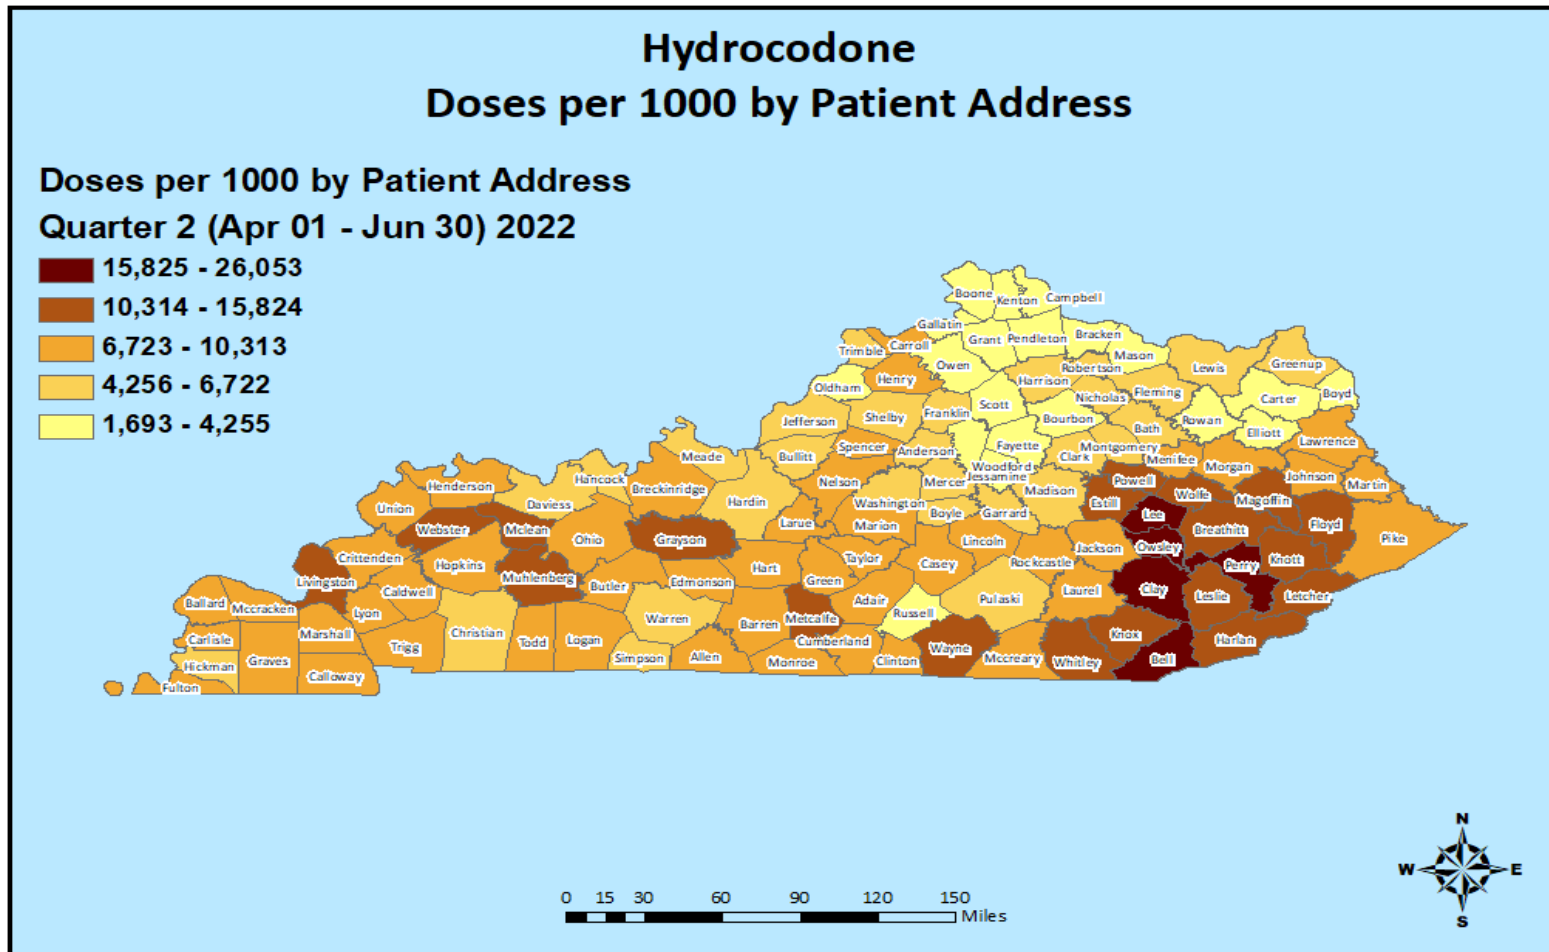 Hydrocodone
Doses per 1000 by Patient Address
Doses per 1000 by Patient Address
Quarter 2 (Apr 01 - Jun 30) 2022
15,825 - 26,053
10,314 - 15,824
6,723 - 10,313
4,256 - 6,722
1,693 - 4,255
Boone
Kenton
Campbell
Gallatin
Grant
Pendleton
Bracken
Mason
Trimble
Carroll
Owen
Robertson
Lewis
Greenup
Oldham
Henry
Harrison
Nicholas
Fleming
Carter
Boyd
Jefferson
Shelby
Franklin
Scott
Bourbon
Rowan
Elliott
Bath
Meade
Bullitt
Spencer
Anderson
Fayette
Montgomery
Clark
Menifee
Morgan
Lawrence
Woodford
Jessamine
Hancock
Henderson
Daviess
Breckinridge
Hardin
Nelson
Mercer
Washington
Madison
Powell
Wolfe
Magoffin
Johnson
Martin
Union
Webster
Mclean
Ohio
Grayson
Larue
Marion
Boyle
Garrard
Estill
Lee
Breathitt
Floyd
Pike
Crittenden
Livingston
Hopkins
Muhlenberg
Butler
Edmonson
Hart
Green
Taylor
Casey
Lincoln
Rockcastle
Jackson
Owsley
Perry
Knott
Ballard
Mccracken
Lyon
Caldwell
Christian
Warren
Barren
Metcalfe
Adair
Russell
Pulaski
Laurel
Clay
Leslie
Letcher
Carlisle
Marshall
Trigg
Todd
Logan
Simpson
Allen
Monroe
Cumberland
Clinton
Wayne
Mccreary
Whitley
Knox
Bell
Harlan
Hickman
Graves
Calloway
Fulton
N
W
E
S
0 15 30 60 90 120 150
Miles